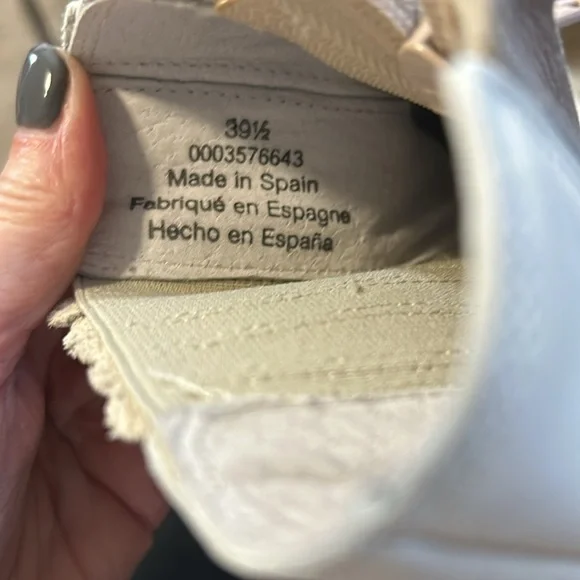 39½
0003576643
Made in Spain
Fabriqué en Espagne
Hecho en España